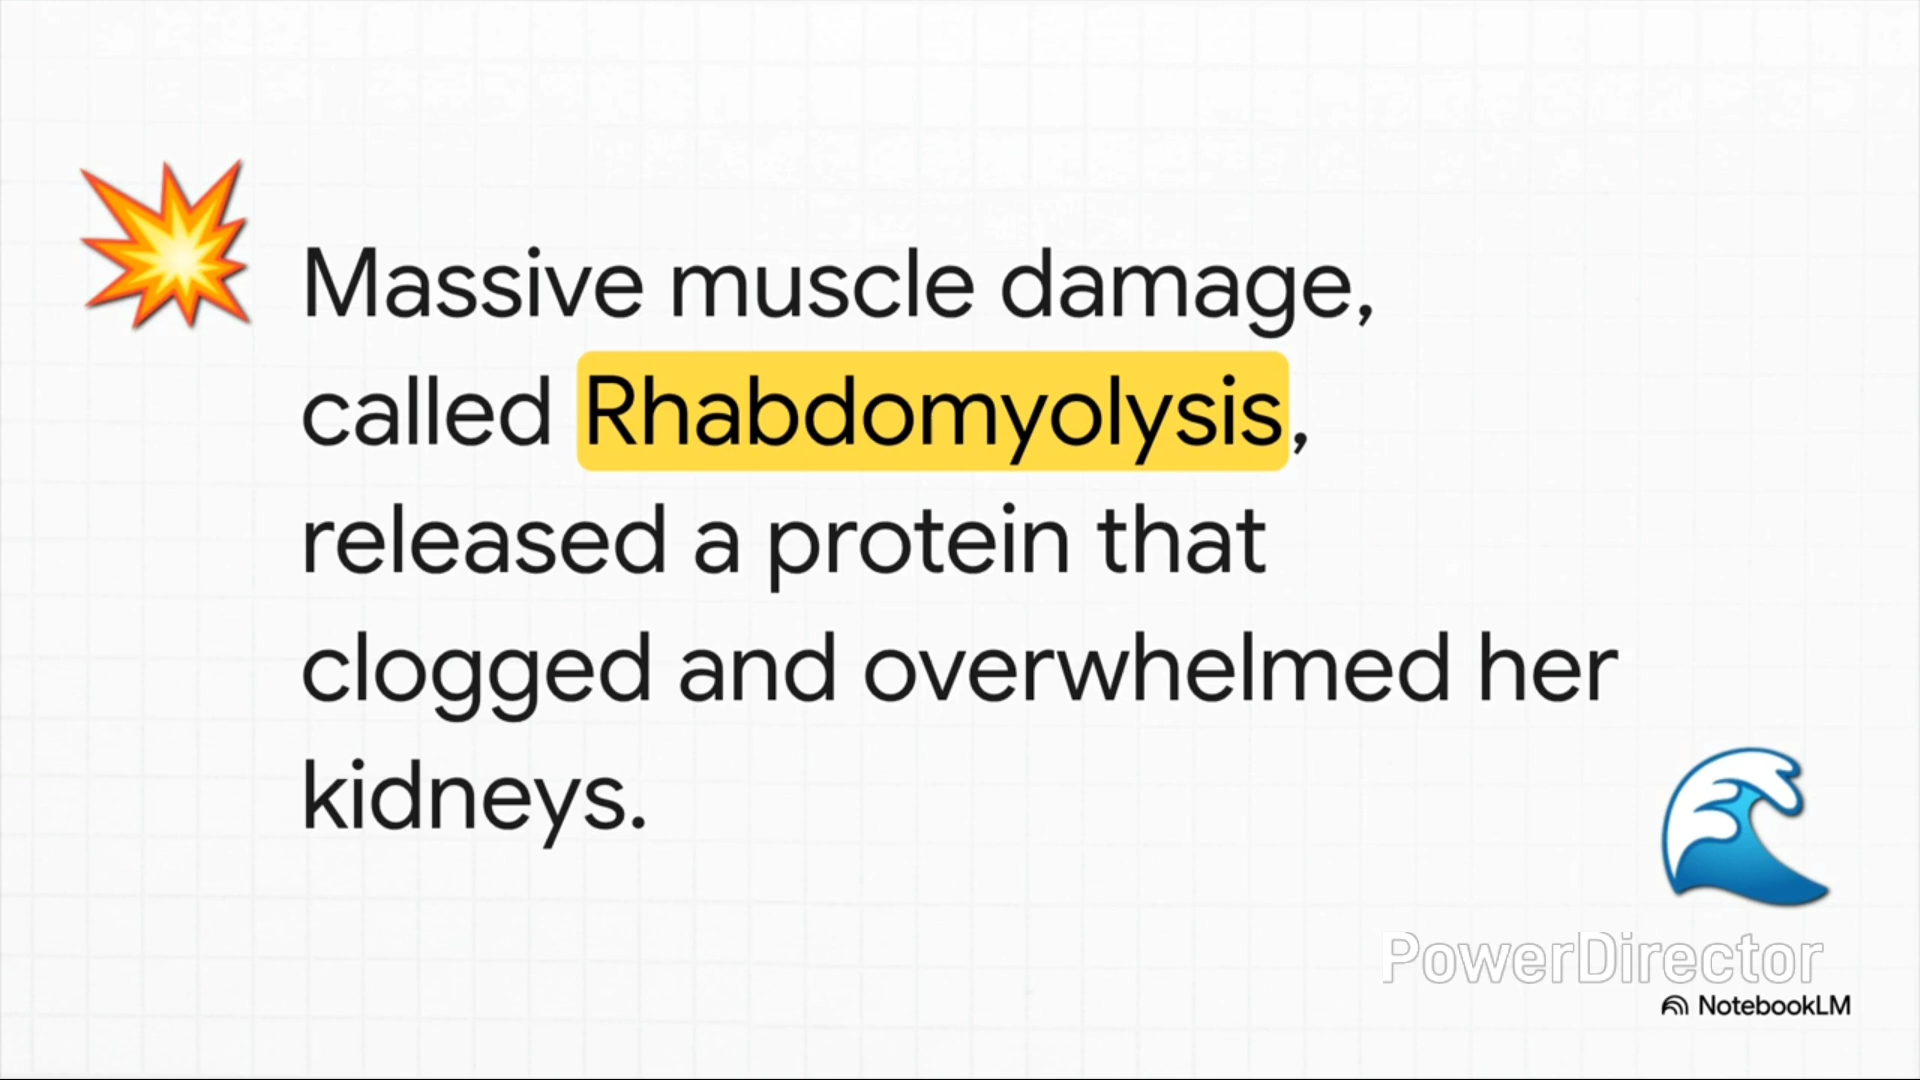 Massive muscle damage,
called Rhabdomyolysis,
released a protein that
clogged and overwhelmed her
kidneys.
PowerDirector
NotebookLM